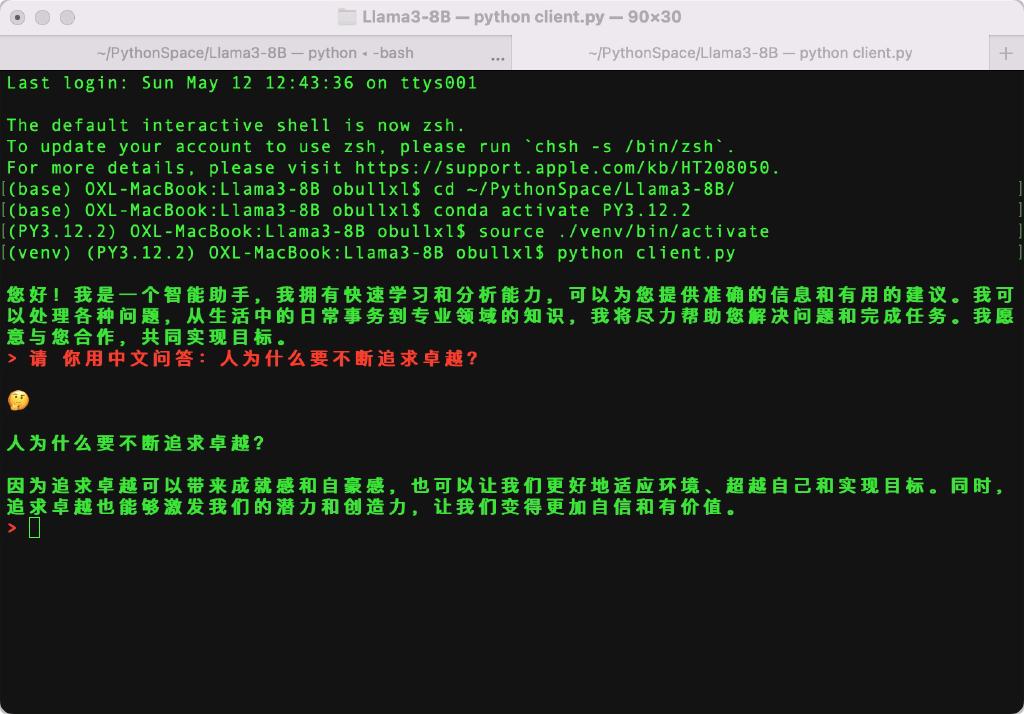 Llama3-8B — python client.py — 90×30
~/PythonSpace/Llama3-8B — python ◂ -bash ...
~/PythonSpace/Llama3-8B — python client.py +
Last login: Sun May 12 12:43:36 on ttys001
The default interactive shell is now zsh.
To update your account to use zsh, please run `chsh -s /bin/zsh`.
For more details, please visit https://support.apple.com/kb/HT208050.
[(base) OXL-MacBook:Llama3-8B obullxl$ cd ~/PythonSpace/Llama3-8B/ ]
[(base) OXL-MacBook:Llama3-8B obullxl$ conda activate PY3.12.2 ]
[(PY3.12.2) OXL-MacBook:Llama3-8B obullxl$ source ./venv/bin/activate ]
[(venv) (PY3.12.2) OXL-MacBook:Llama3-8B obullxl$ python client.py ]
您好！我是一个智能助手，我拥有快速学习和分析能力，可以为您提供准确的信息和有用的建议。我可
以处理各种问题，从生活中的日常事务到专业领域的知识，我将尽力帮助您解决问题和完成任务。我愿
意与您合作，共同实现目标。
> 请 你用中文问答：人为什么要不断追求卓越？
🤔
人为什么要不断追求卓越？
因为追求卓越可以带来成就感和自豪感，也可以让我们更好地适应环境、超越自己和实现目标。同时，
追求卓越也能够激发我们的潜力和创造力，让我们变得更加自信和有价值。
>